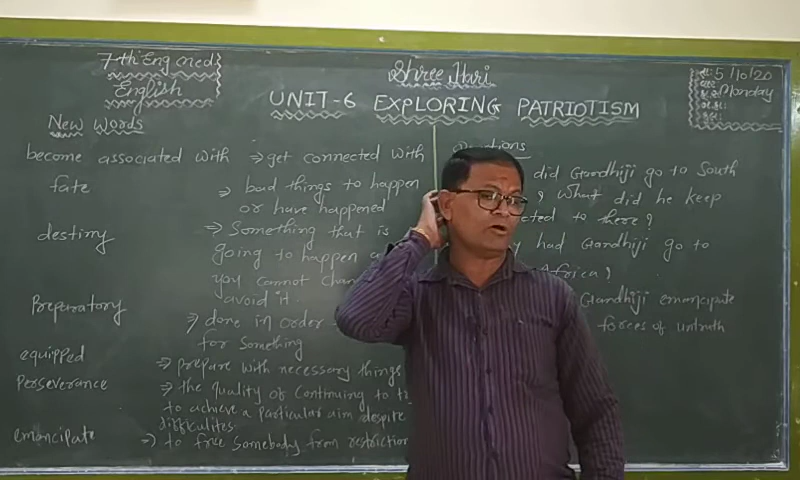 7th Eng med
English
Shree Hari
5/10/20
Monday
UNIT-6 EXPLORING PATRIOTISM
New Words
become associated with ⇒ get connected with
fate ⇒ bad things to happen
or have happened
destiny ⇒ Something that is
going to happen
you cannot
avoid it
Preparatory ⇒ done in order
for something
equipped ⇒ prepare with necessary things
Perseverance ⇒ the quality of Continuing to
to achieve a particular aim despite
difficulites
emancipate ⇒ to free Somebody from restriction
did Gandhiji go to South
? What did he keep
to here?
had Gandhiji go to
Africa?
Gandhiji emancipate
forces of untruth